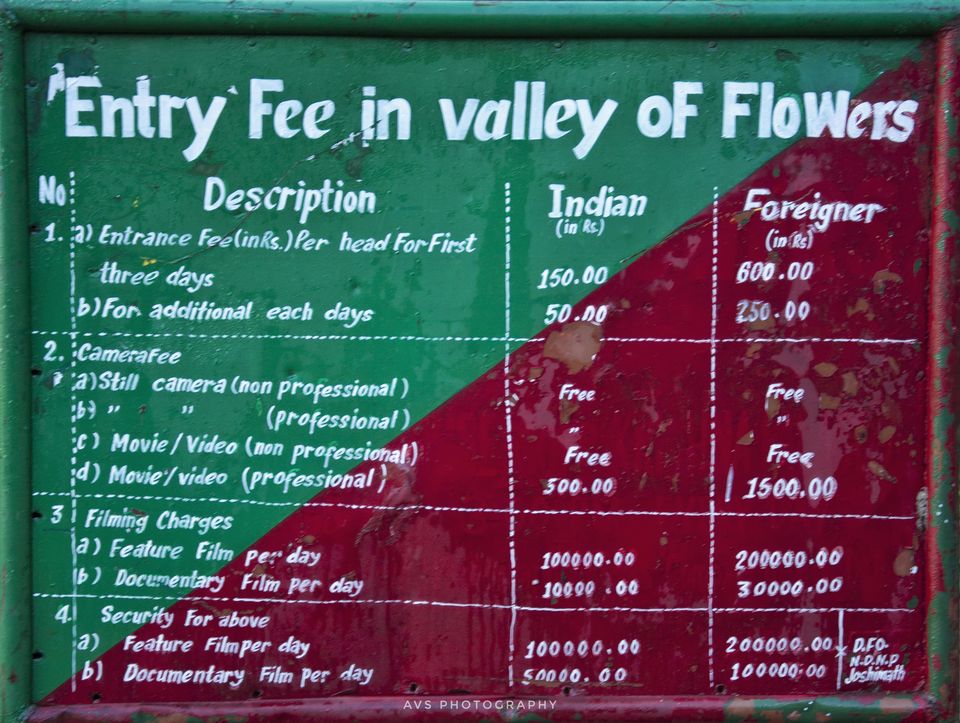 Entry Fee in valley oF FloWers
No Description Indian Foreigner
(in Rs.) (in Rs)
1. a) Entrance Fee(inRs.) Per head For First
three days 150.00 600.00
b) For additional each days 50.00 250.00
2. CameraFee
a) Still camera (non professional) Free Free
b) " " (professional) " "
c) Movie/Video (non professional) Free Free
d) Movie/video (professional) 500.00 1500.00
3 Filming Charges
a) Feature Film per day 100000.00 200000.00
b) Documentary Film per day 10000.00 30000.00
4. Security For above
a) Feature Film per day 100000.00 200000.00 D.F.O.
N.D.N.P
b) Documentary Film per day 50000.00 100000.00 Joshimath
AVS PHOTOGRAPHY